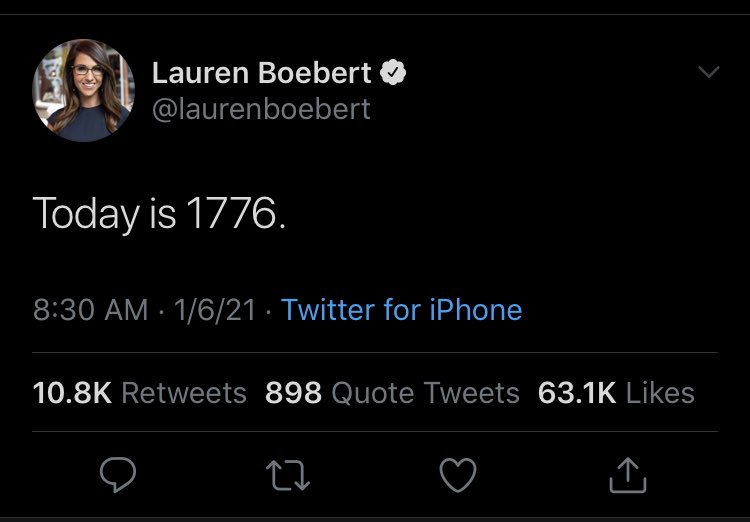 Lauren Boebert
@laurenboebert
Today is 1776.
8:30 AM · 1/6/21 · Twitter for iPhone
10.8K Retweets 898 Quote Tweets 63.1K Likes